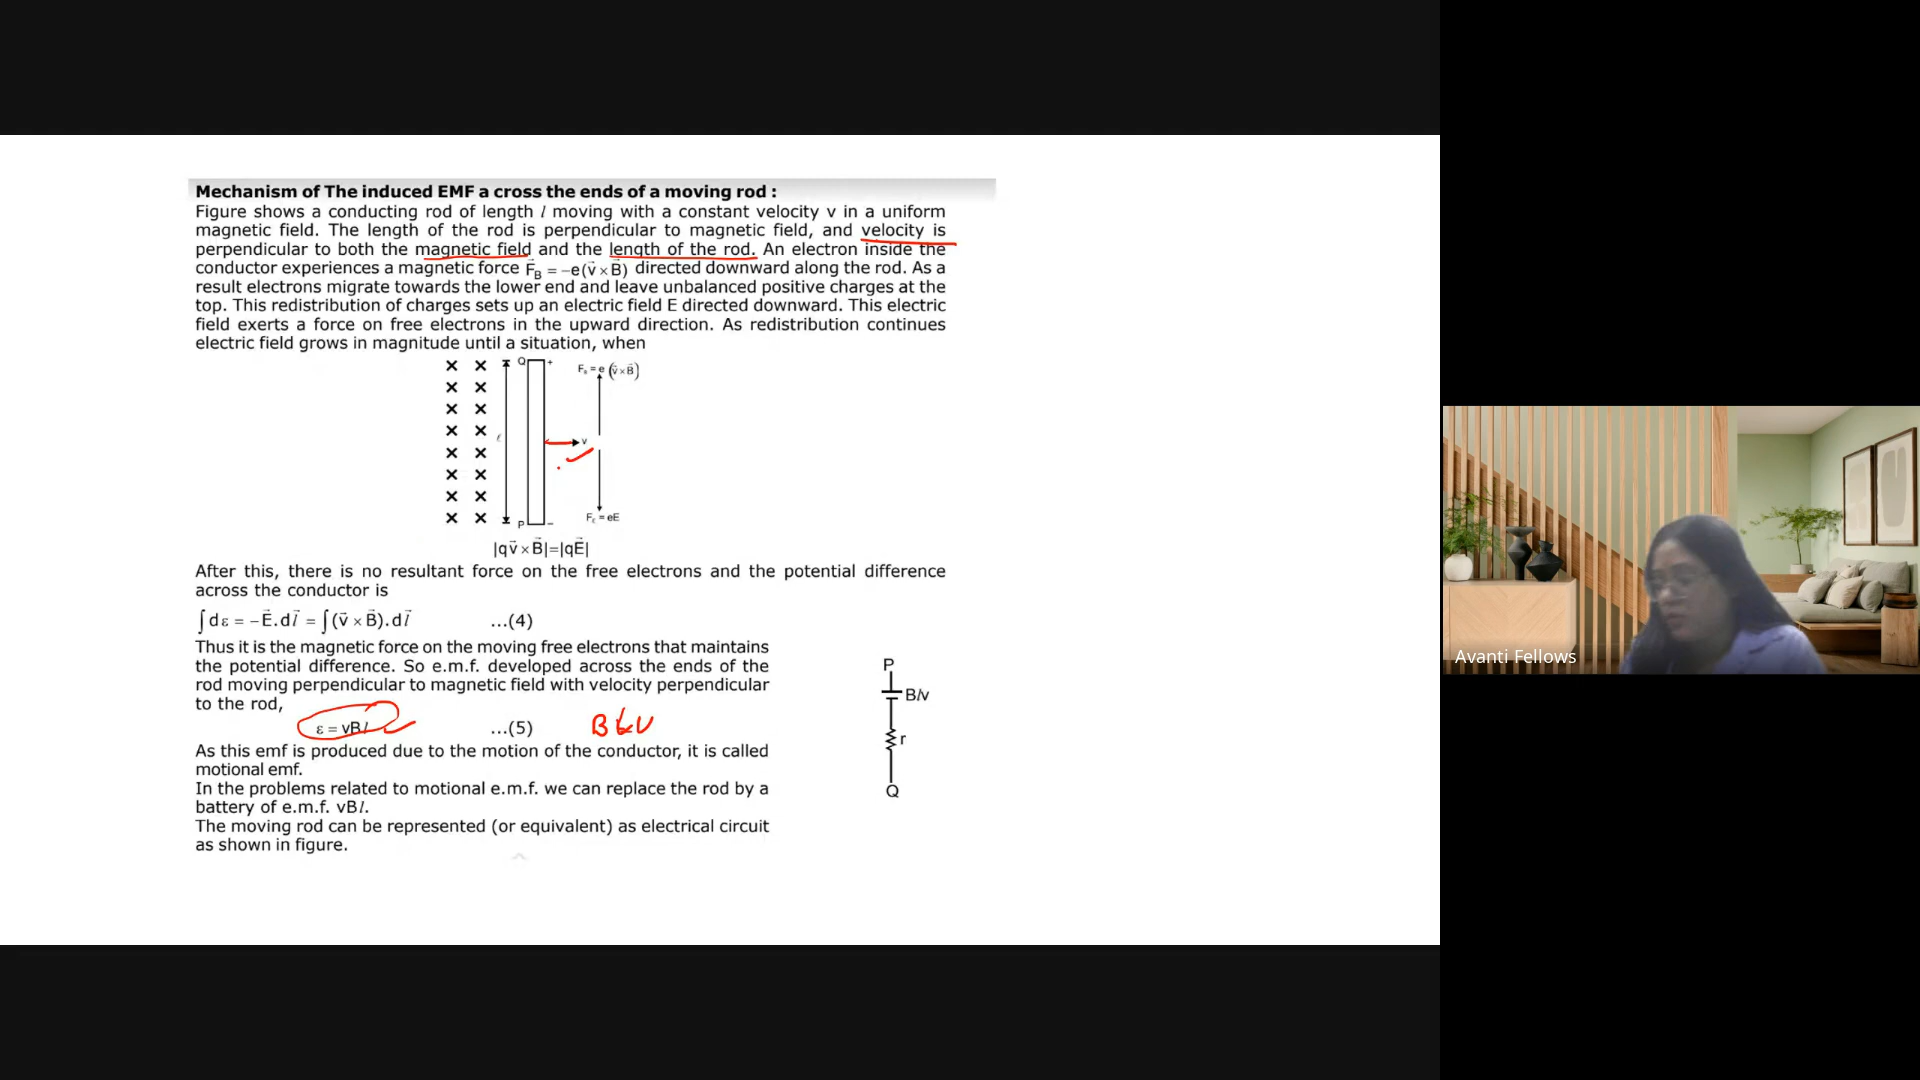 Mechanism of The induced EMF a cross the ends of a moving rod :
Figure shows a conducting rod of length l moving with a constant velocity v in a uniform
magnetic field. The length of the rod is perpendicular to magnetic field, and velocity is
perpendicular to both the magnetic field and the length of the rod. An electron inside the
conductor experiences a magnetic force F⃗_B = −e(v⃗ × B⃗) directed downward along the rod. As a
result electrons migrate towards the lower end and leave unbalanced positive charges at the
top. This redistribution of charges sets up an electric field E directed downward. This electric
field exerts a force on free electrons in the upward direction. As redistribution continues
electric field grows in magnitude until a situation, when
× × Q + F = e (v⃗×B⃗)
× ×
× ×
× × ℓ v
× ×
× ×
× ×
× × P − F = eE
|qv⃗ × B⃗|=|qE⃗|
After this, there is no resultant force on the free electrons and the potential difference
across the conductor is
∫dε = −E⃗.dl⃗ = ∫(v⃗ × B⃗).dl⃗ ...(4)
Thus it is the magnetic force on the moving free electrons that maintains
the potential difference. So e.m.f. developed across the ends of the
rod moving perpendicular to magnetic field with velocity perpendicular
to the rod,
ε = vBl ...(5) B L v
As this emf is produced due to the motion of the conductor, it is called
motional emf.
In the problems related to motional e.m.f. we can replace the rod by a
battery of e.m.f. vBl.
The moving rod can be represented (or equivalent) as electrical circuit
as shown in figure.
P
Blv
r
Q
Avanti Fellows